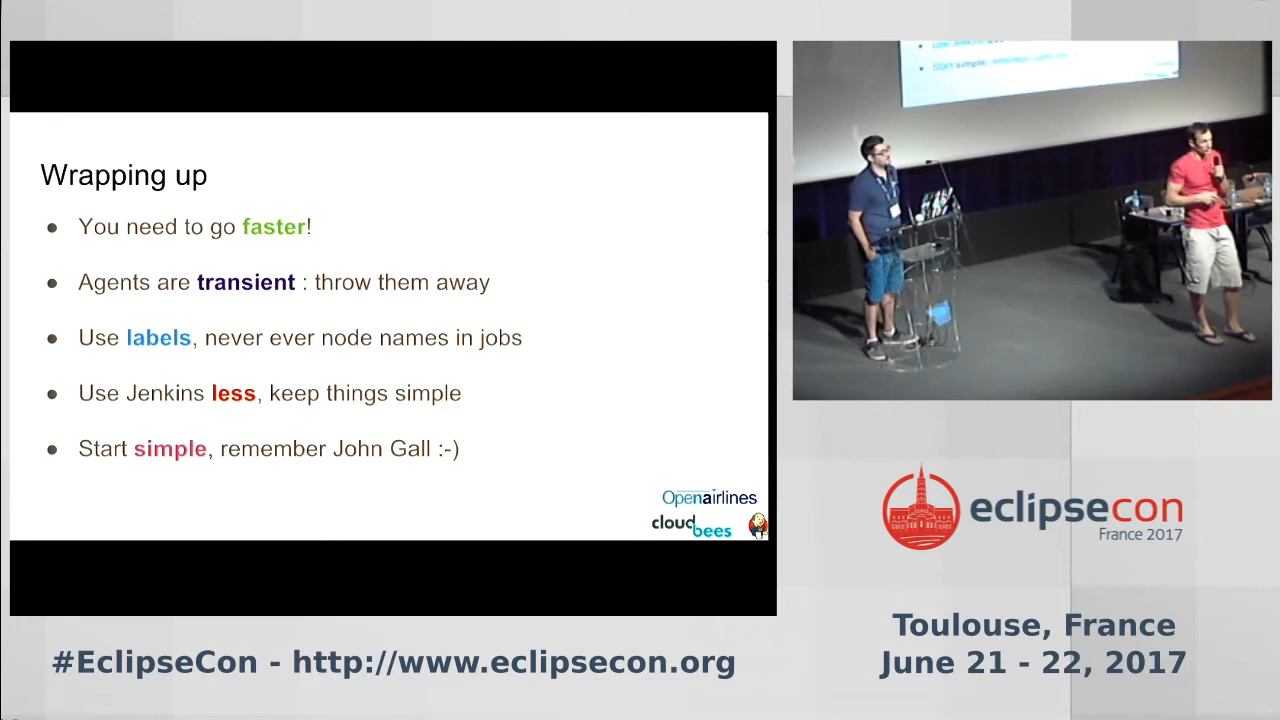 Wrapping up
● You need to go faster!
● Agents are transient : throw them away
● Use labels, never ever node names in jobs
● Use Jenkins less, keep things simple
● Start simple, remember John Gall :-)
Openairlines
cloudbees
Start simple,
eclipsecon
France 2017
Toulouse, France
June 21 - 22, 2017
#EclipseCon - http://www.eclipsecon.org